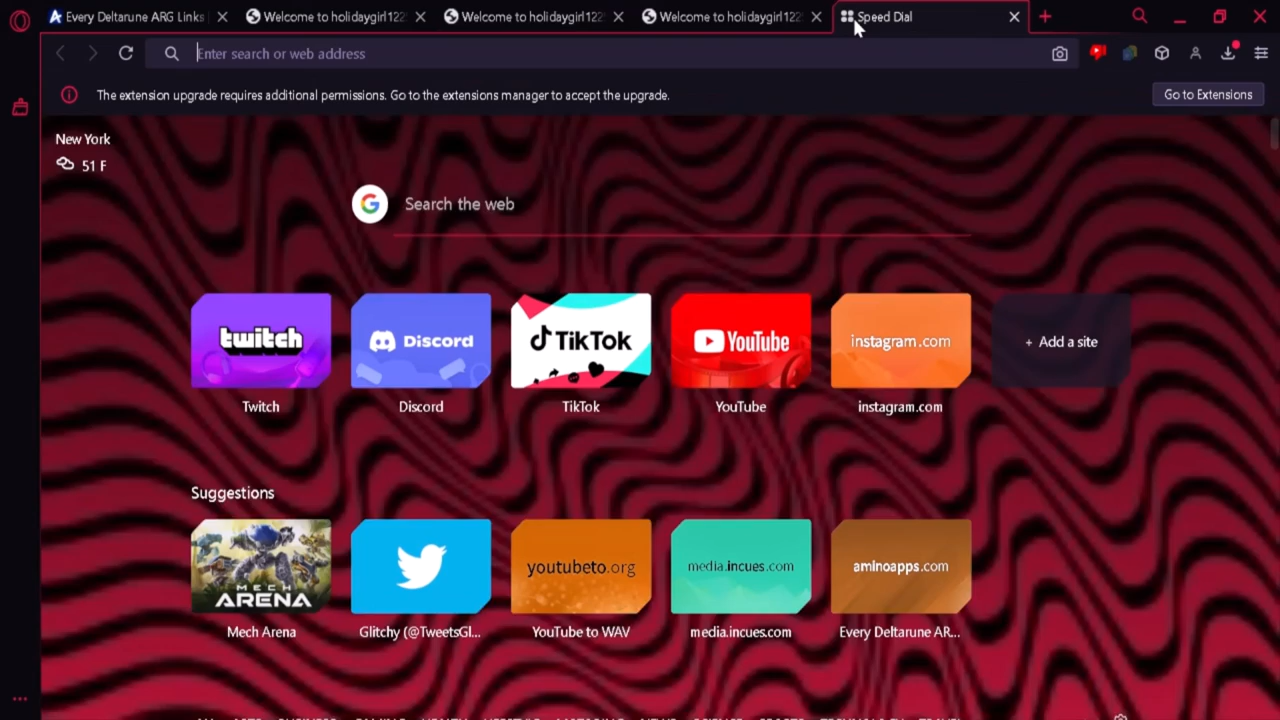 Every Deltarune ARG Links
Welcome to holidaygirl122
Welcome to holidaygirl122
Welcome to holidaygirl122
Speed Dial
Enter search or web address
The extension upgrade requires additional permissions. Go to the extensions manager to accept the upgrade.
Go to Extensions
New York
51 F
Search the web
twitch
Discord
TikTok
YouTube
instagram.com
+ Add a site
Twitch
Discord
TikTok
YouTube
instagram.com
Suggestions
MECH
ARENA
youtubeto.org
media.incues.com
aminoapps.com
Mech Arena
Glitchy (@TweetsGl...
YouTube to WAV
media.incues.com
Every Deltarune AR...